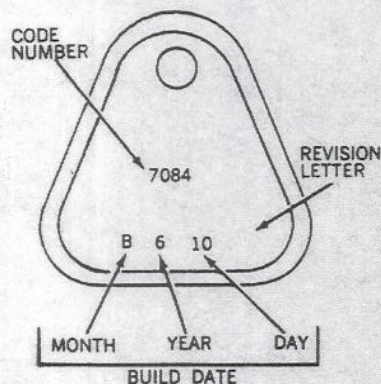 CODE
NUMBER
7084
REVISION
LETTER
B 6 10
MONTH YEAR DAY
BUILD DATE